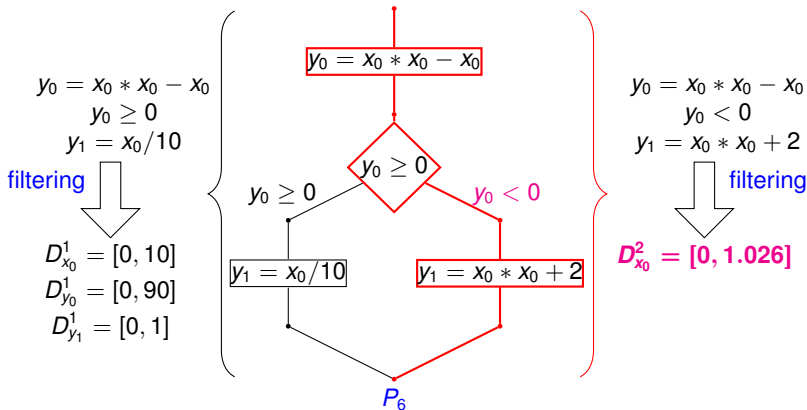 y₀ = x₀ * x₀ − x₀
y₀ ≥ 0
y₁ = x₀/10
filtering
D¹ₓ₀ = [0, 10]
D¹y₀ = [0, 90]
D¹y₁ = [0, 1]
y₀ = x₀ * x₀ − x₀
y₀ ≥ 0
y₀ ≥ 0
y₀ < 0
y₁ = x₀/10
y₁ = x₀ * x₀ + 2
P₆
y₀ = x₀ * x₀ − x₀
y₀ < 0
y₁ = x₀ * x₀ + 2
filtering
D²ₓ₀ = [0, 1.026]